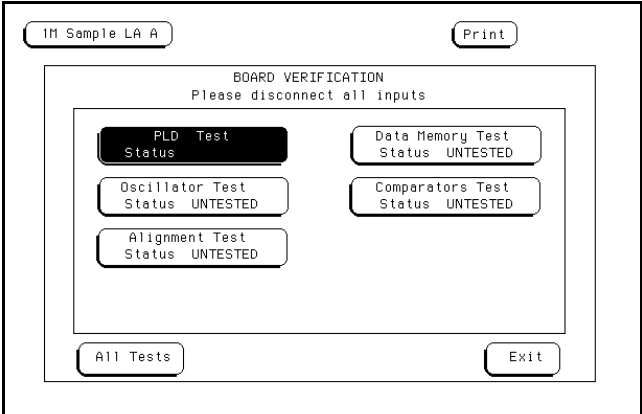 1M Sample LA A
Print
BOARD VERIFICATION
Please disconnect all inputs
PLD Test
Status
Data Memory Test
Status UNTESTED
Oscillator Test
Status UNTESTED
Comparators Test
Status UNTESTED
Alignment Test
Status UNTESTED
All Tests
Exit